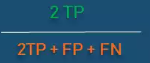 2 TP
2TP + FP + FN